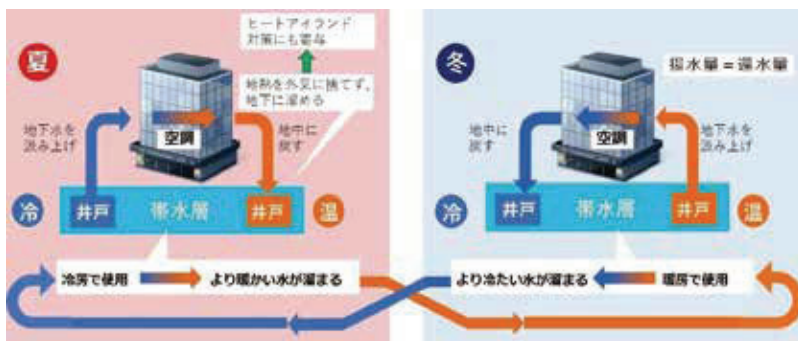 夏
ヒートアイランド
対策にも寄与
地熱を外気に捨てず、
地下に溜める
地下水を
汲み上げ
空調
地中に
戻す
冷
井戸
帯水層
井戸
温
冷房で使用
より暖かい水が溜まる
冬
揚水量＝還水量
地中に
戻す
空調
地下水を
汲み上げ
冷
井戸
帯水層
井戸
温
より冷たい水が溜まる
暖房で使用